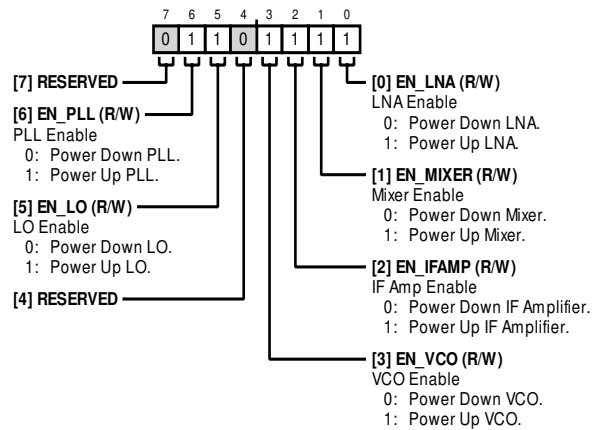 7 6 5 4 3 2 1 0
0 1 1 0 1 1 1 1
[7] RESERVED
[6] EN_PLL (R/W)
PLL Enable
0: Power Down PLL.
1: Power Up PLL.
[5] EN_LO (R/W)
LO Enable
0: Power Down LO.
1: Power Up LO.
[4] RESERVED
[0] EN_LNA (R/W)
LNA Enable
0: Power Down LNA.
1: Power Up LNA.
[1] EN_MIXER (R/W)
Mixer Enable
0: Power Down Mixer.
1: Power Up Mixer.
[2] EN_IFAMP (R/W)
IF Amp Enable
0: Power Down IF Amplifier.
1: Power Up IF Amplifier.
[3] EN_VCO (R/W)
VCO Enable
0: Power Down VCO.
1: Power Up VCO.